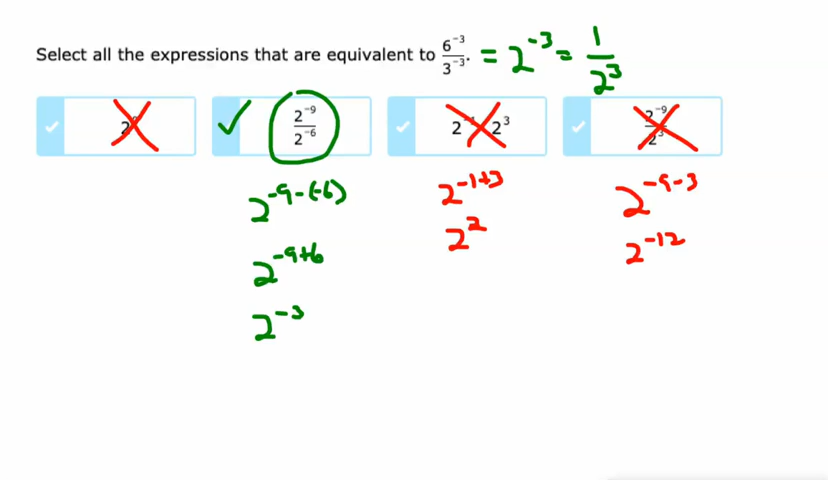 Select all the expressions that are equivalent to 6⁻³/3⁻³. = 2⁻³ = 1/2³
2 2⁻⁹/2⁻⁶ 2 2³ 2⁻⁹/2³
2⁻⁹⁻⁽⁻⁶⁾ 2⁻¹⁺³ 2⁻⁹⁻³
2⁻⁹⁺⁶ 2² 2⁻¹²
2⁻³